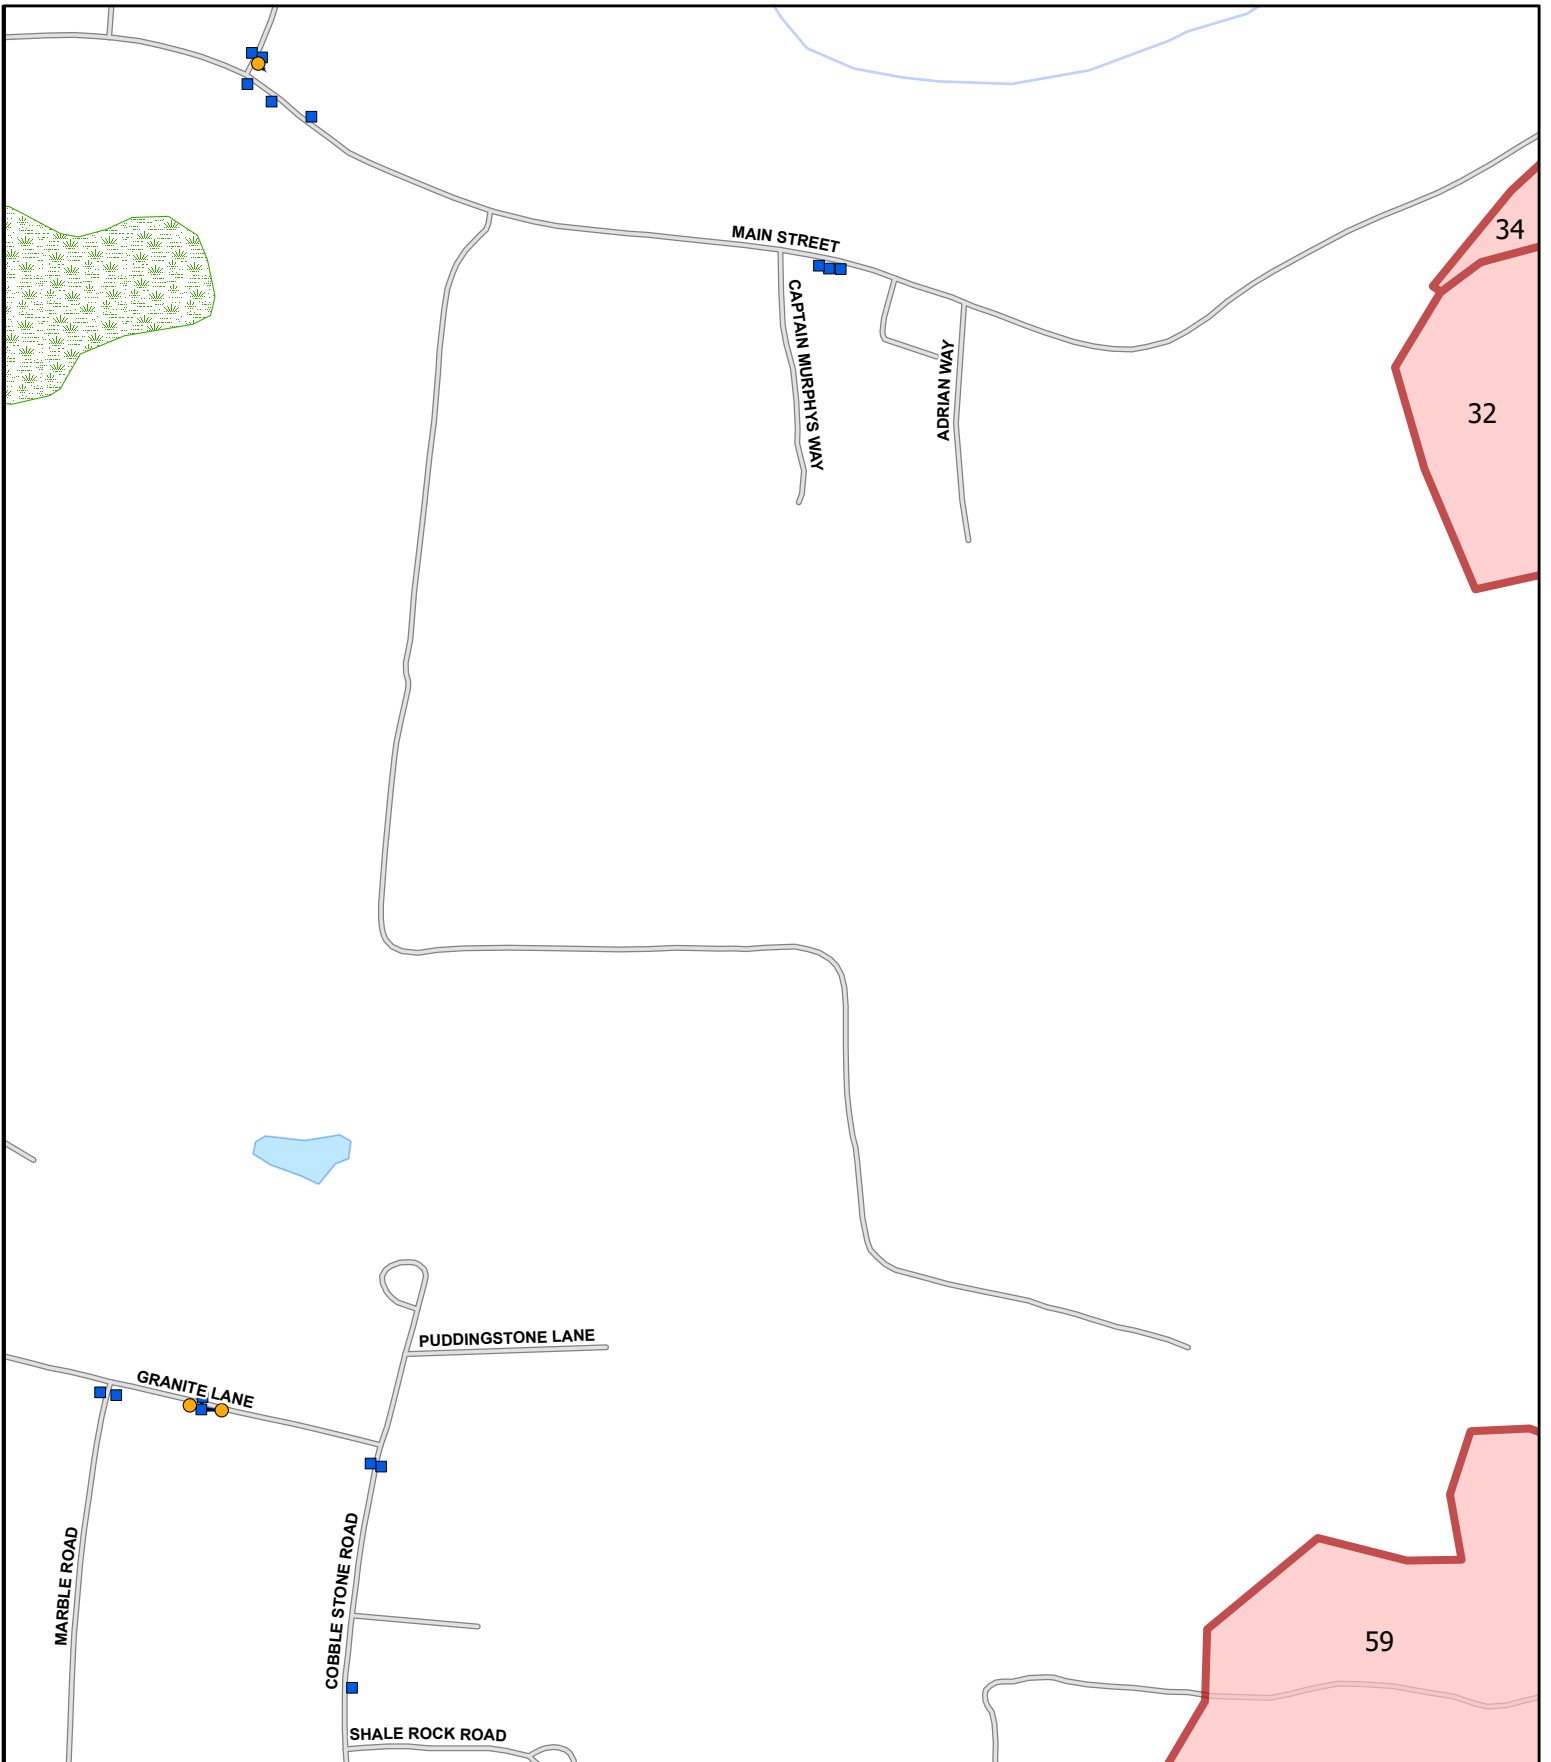 34
MAIN STREET
CAPTAIN MURPHYS WAY
ADRIAN WAY
32
PUDDINGSTONE LANE
GRANITE LANE
MARBLE ROAD
COBBLE STONE ROAD
59
SHALE ROCK ROAD